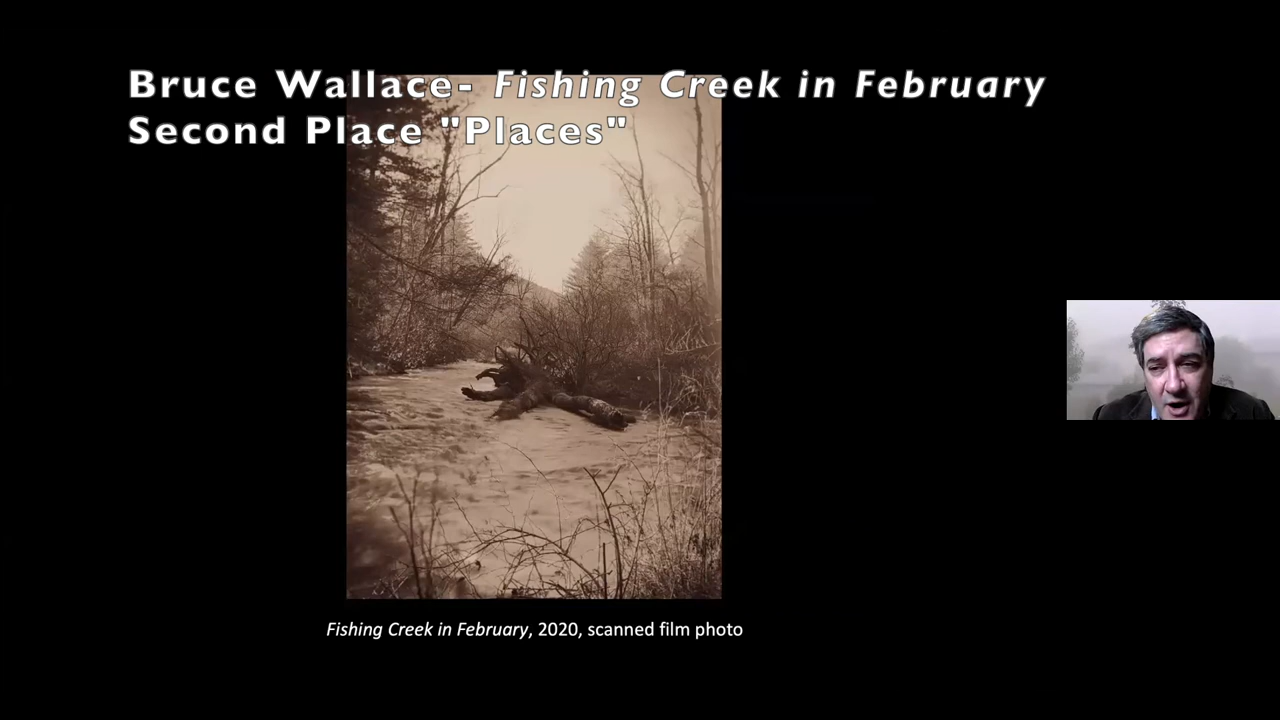 Bruce Wallace- Fishing Creek in February
Second Place "Places"
Fishing Creek in February, 2020, scanned film photo